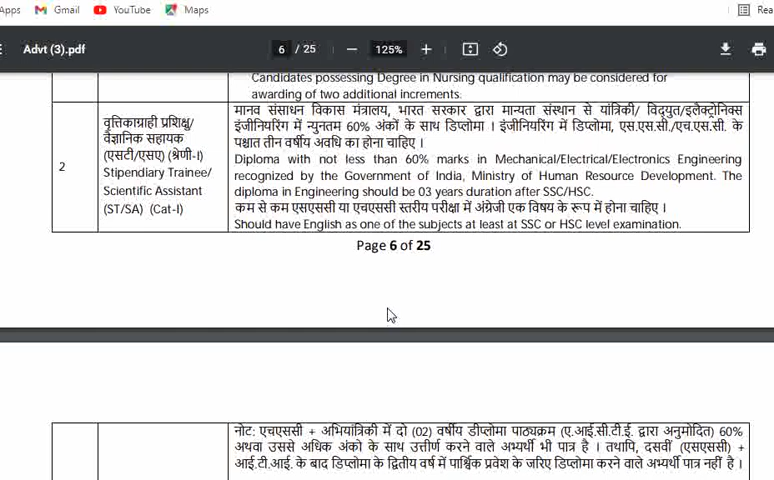 Apps
Gmail
YouTube
Maps
Rea
Advt (3).pdf
6 / 25
125%
Candidates possessing Degree in Nursing qualification may be considered for
awarding of two additional increments.
2
वृत्तिकाग्राही प्रशिक्षु/
वैज्ञानिक सहायक
(एसटी/एसए) (श्रेणी-I)
Stipendiary Trainee/
Scientific Assistant
(ST/SA) (Cat-I)
मानव संसाधन विकास मंत्रालय, भारत सरकार द्वारा मान्यता संस्थान से यांत्रिकी/ विद्युत/इलैक्ट्रोनिक्स
इंजीनियरिंग में न्युनतम 60% अंकों के साथ डिप्लोमा । इंजीनियरिंग में डिप्लोमा, एस.एस.सी./एच.एस.सी. के
पश्चात तीन वर्षीय अवधि का होना चाहिए ।
Diploma with not less than 60% marks in Mechanical/Electrical/Electronics Engineering
recognized by the Government of India, Ministry of Human Resource Development. The
diploma in Engineering should be 03 years duration after SSC/HSC.
कम से कम एसएससी या एचएससी स्तरीय परीक्षा में अंग्रेजी एक विषय के रूप में होना चाहिए ।
Should have English as one of the subjects at least at SSC or HSC level examination.
Page 6 of 25
नोट: एचएससी + अभियांत्रिकी में दो (02) वर्षीय डीप्लोमा पाठ्यक्रम (ए.आई.सी.टी.ई. द्वारा अनुमोदित) 60%
अथवा उससे अधिक अंको के साथ उत्तीर्ण करने वाले अभ्यर्थी भी पात्र है । तथापि, दसवीं (एसएससी) +
आई.टी.आई. के बाद डिप्लोमा के द्वितीय वर्ष में पार्श्विक प्रवेश के जरिए डिप्लोमा करने वाले अभ्यर्थी पात्र नहीं है ।